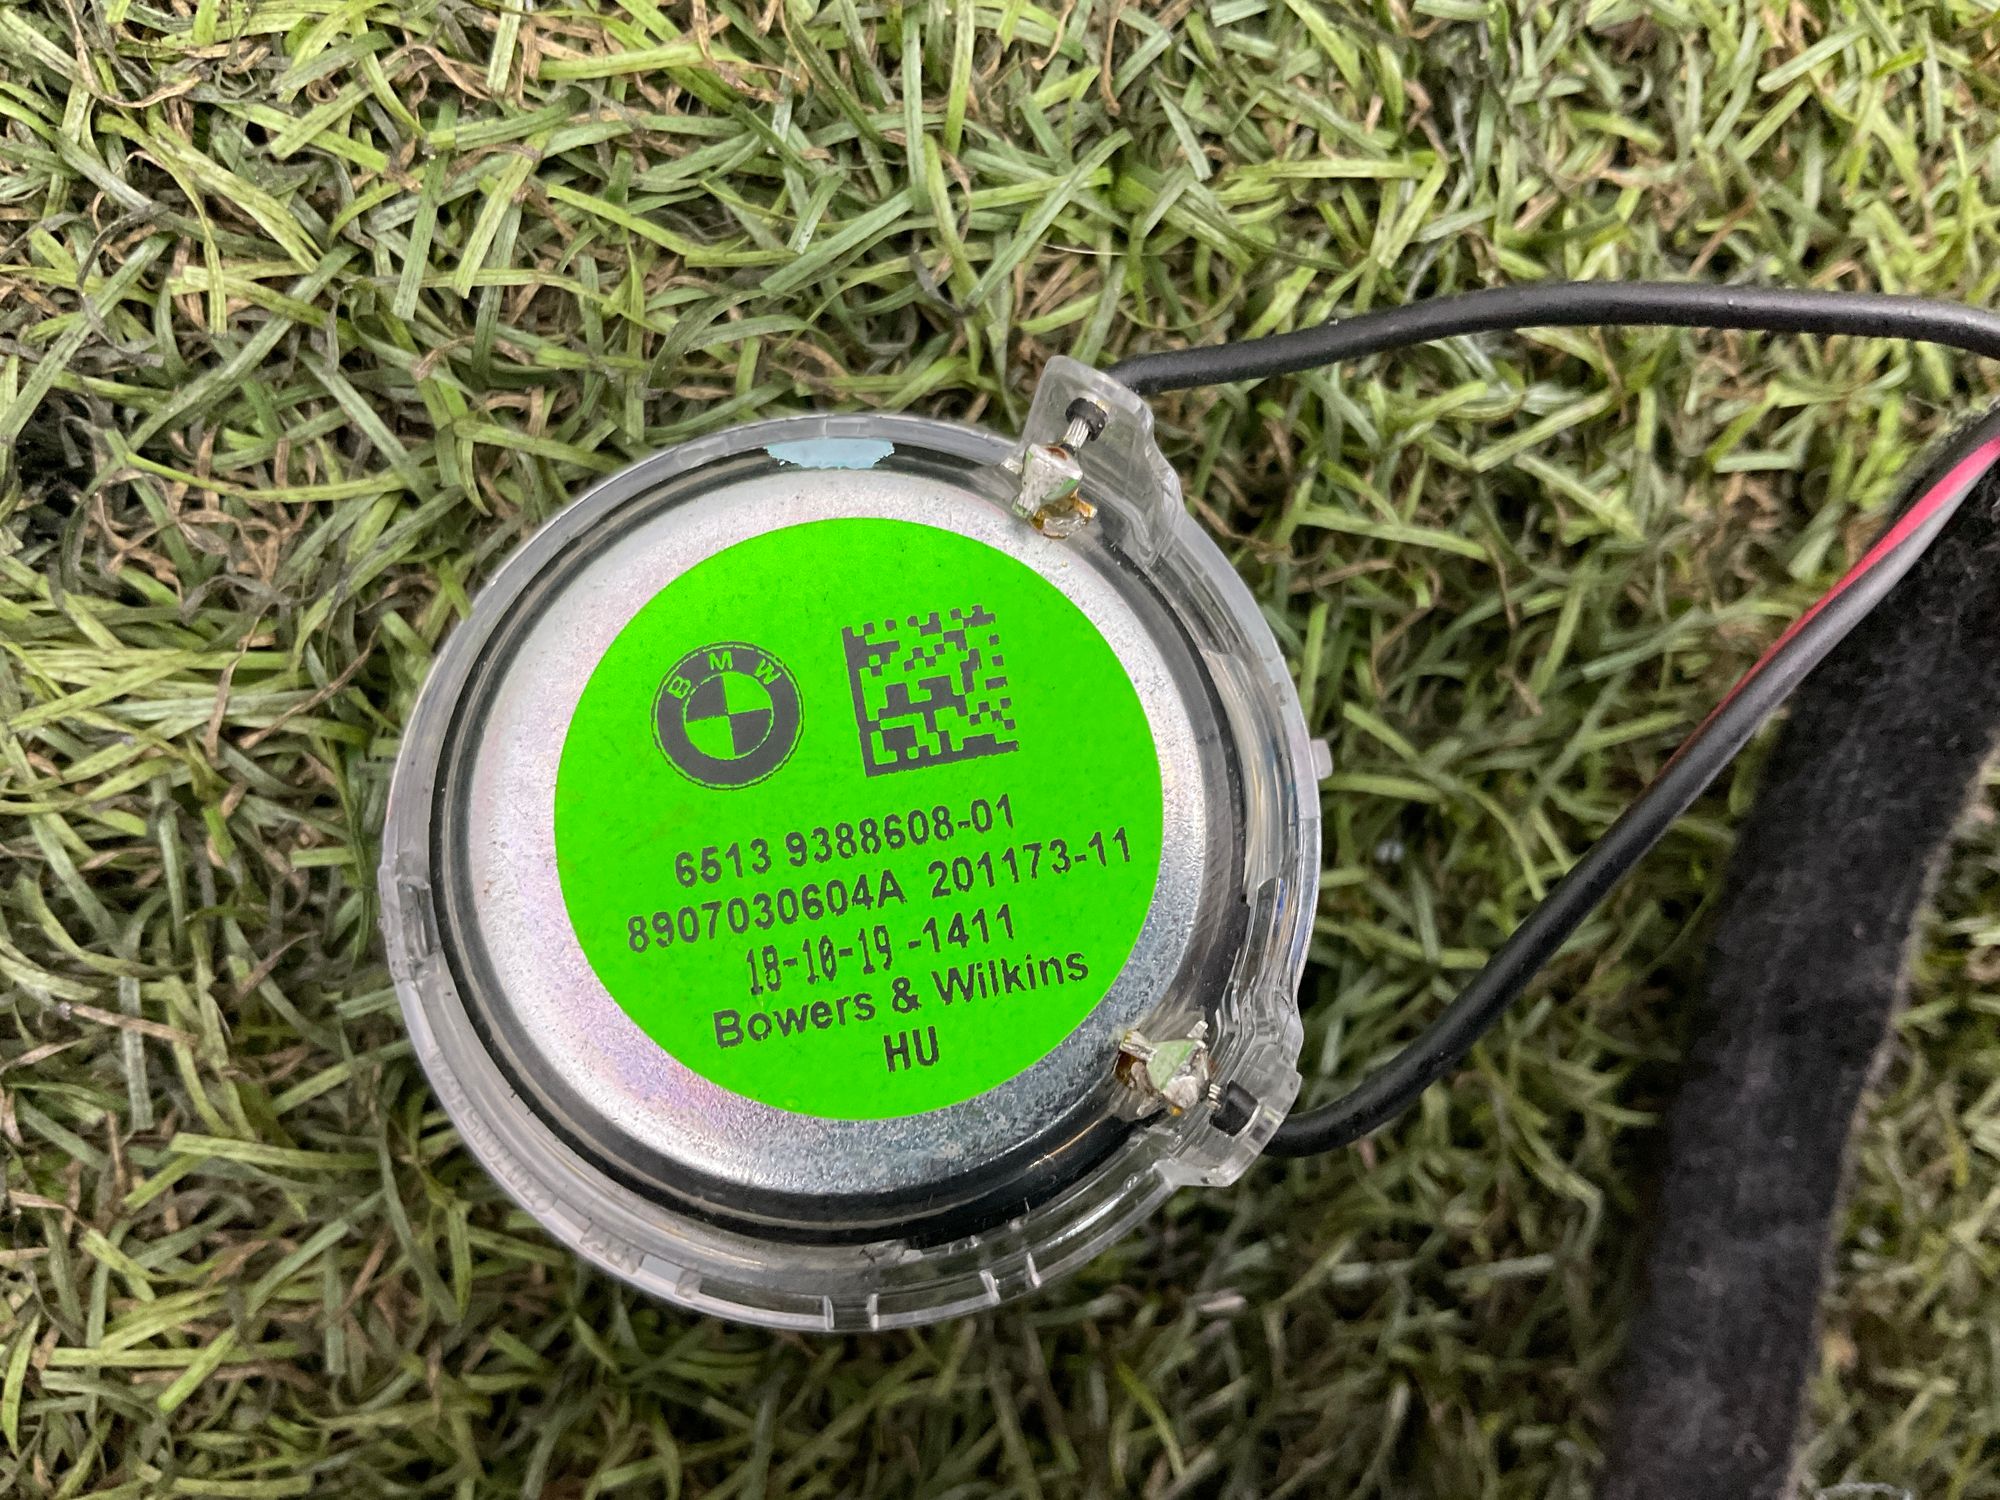 BMW
6513 9388608-01
8907030604A 201173-11
18-10-19 -1411
Bowers & Wilkins
HU